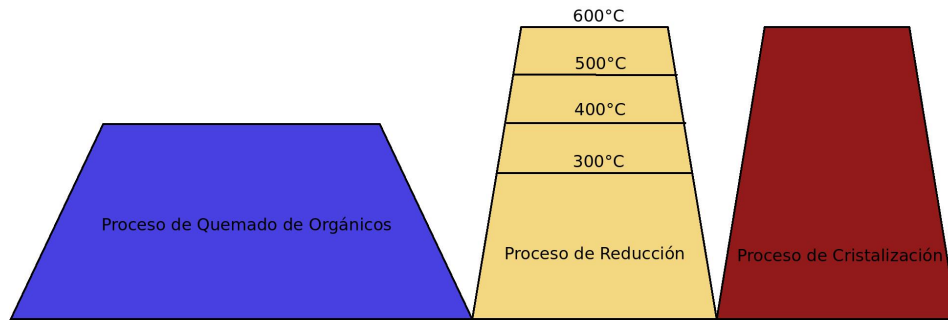 600°C
500°C
400°C
300°C
Proceso de Quemado de Orgánicos
Proceso de Reducción
Proceso de Cristalización